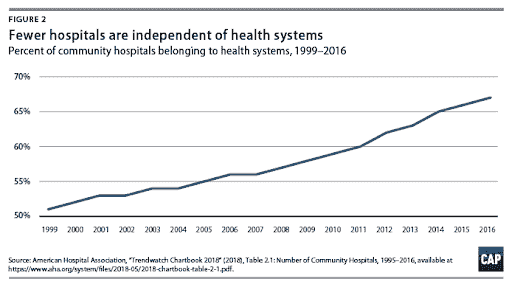 FIGURE 2
Fewer hospitals are independent of health systems
Percent of community hospitals belonging to health systems, 1999–2016
70%
65%
60%
55%
50%
1999 2000 2001 2002 2003 2004 2005 2006 2007 2008 2009 2010 2011 2012 2013 2014 2015 2016
Source: American Hospital Association, "Trendwatch Chartbook 2018" (2018), Table 2.1: Number of Community Hospitals, 1995–2016, available at
https://www.aha.org/system/files/2018-05/2018-chartbook-table-2-1.pdf.
CAP